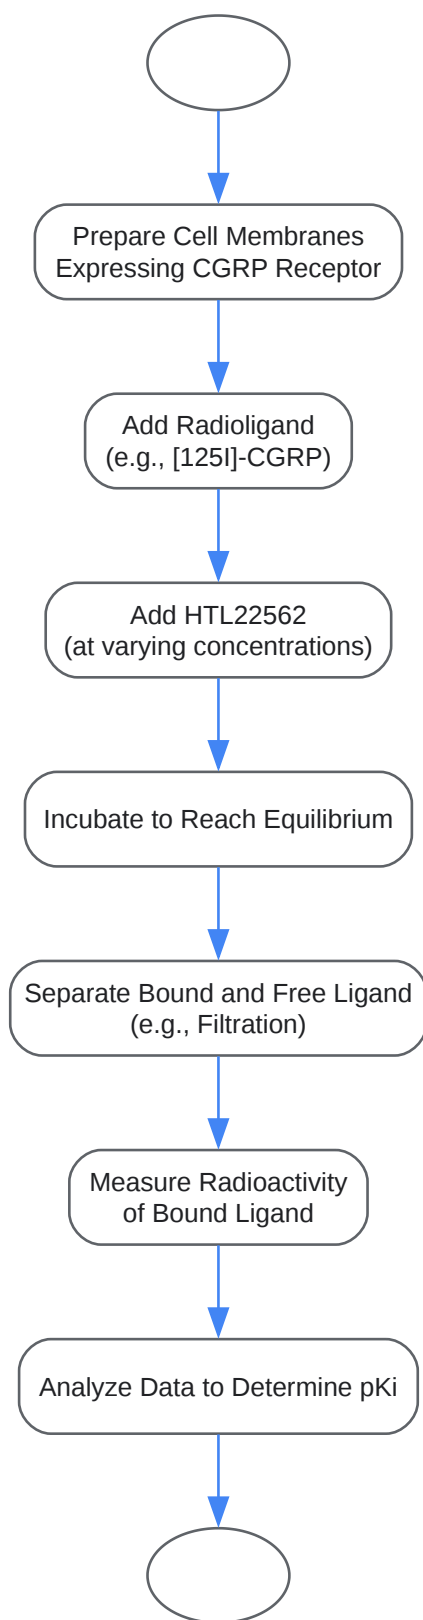 Prepare Cell Membranes
Expressing CGRP Receptor
Add Radioligand
(e.g., [125I]-CGRP)
Add HTL22562
(at varying concentrations)
Incubate to Reach Equilibrium
Separate Bound and Free Ligand
(e.g., Filtration)
Measure Radioactivity
of Bound Ligand
Analyze Data to Determine pKi